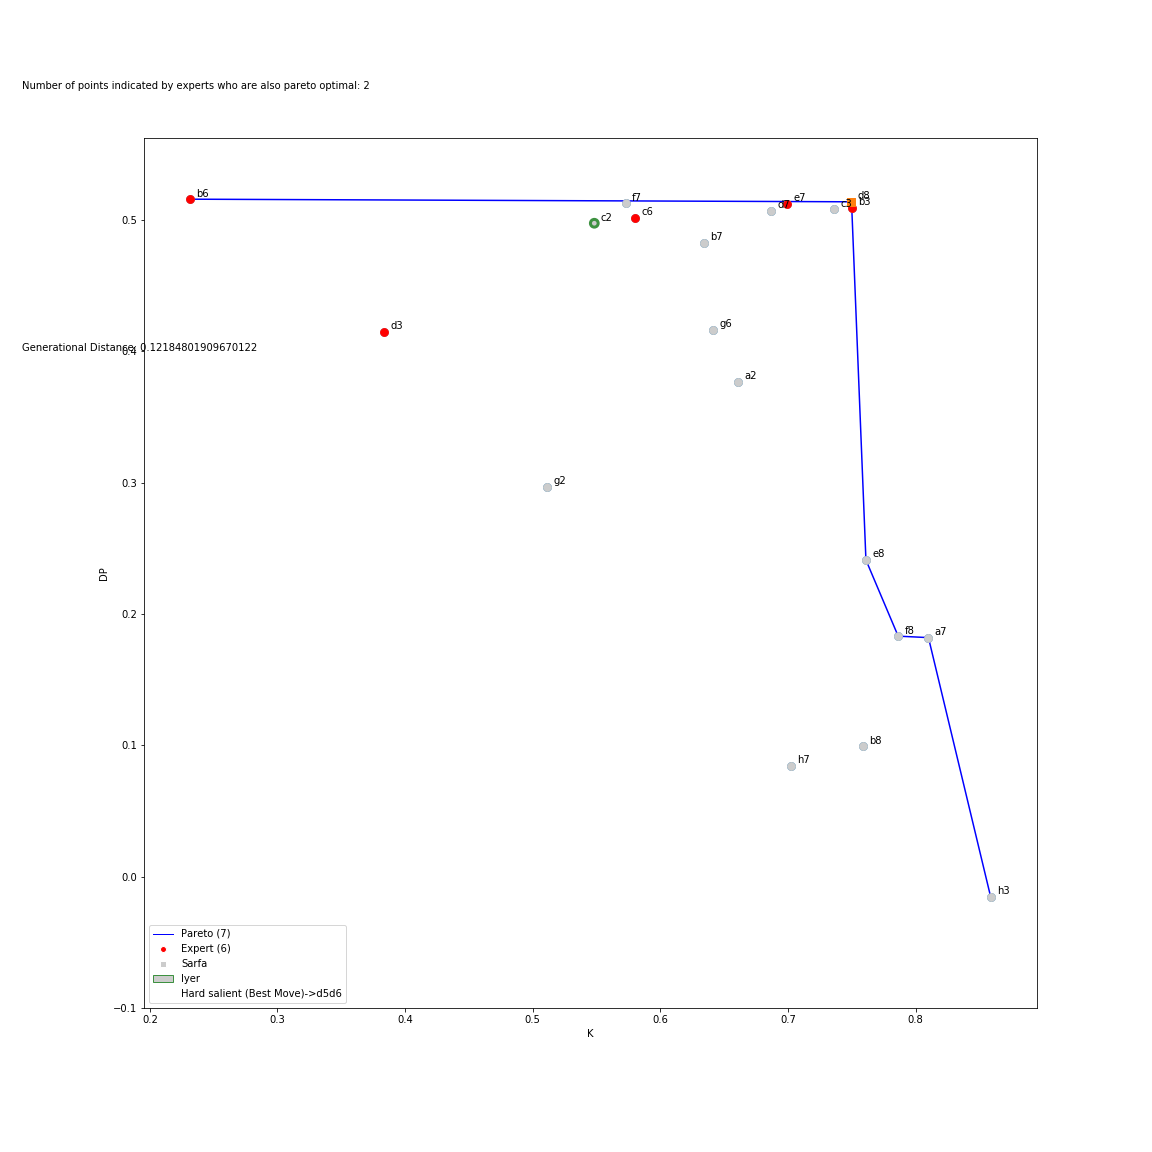 Number of points indicated by experts who are also pareto optimal: 2
b6
f7
e7
d8
b3
c3
d7
c6
c2
0.5
b7
d3
g6
Generational Distance: 0.12184801909670122
0.4
a2
g2
0.3
e8
DP
0.2
f8
a7
b8
0.1
h7
h3
0.0
Pareto (7)
Expert (6)
Sarfa
Iyer
Hard salient (Best Move)->d5d6
−0.1
0.2 0.3 0.4 0.5 0.6 0.7 0.8
K